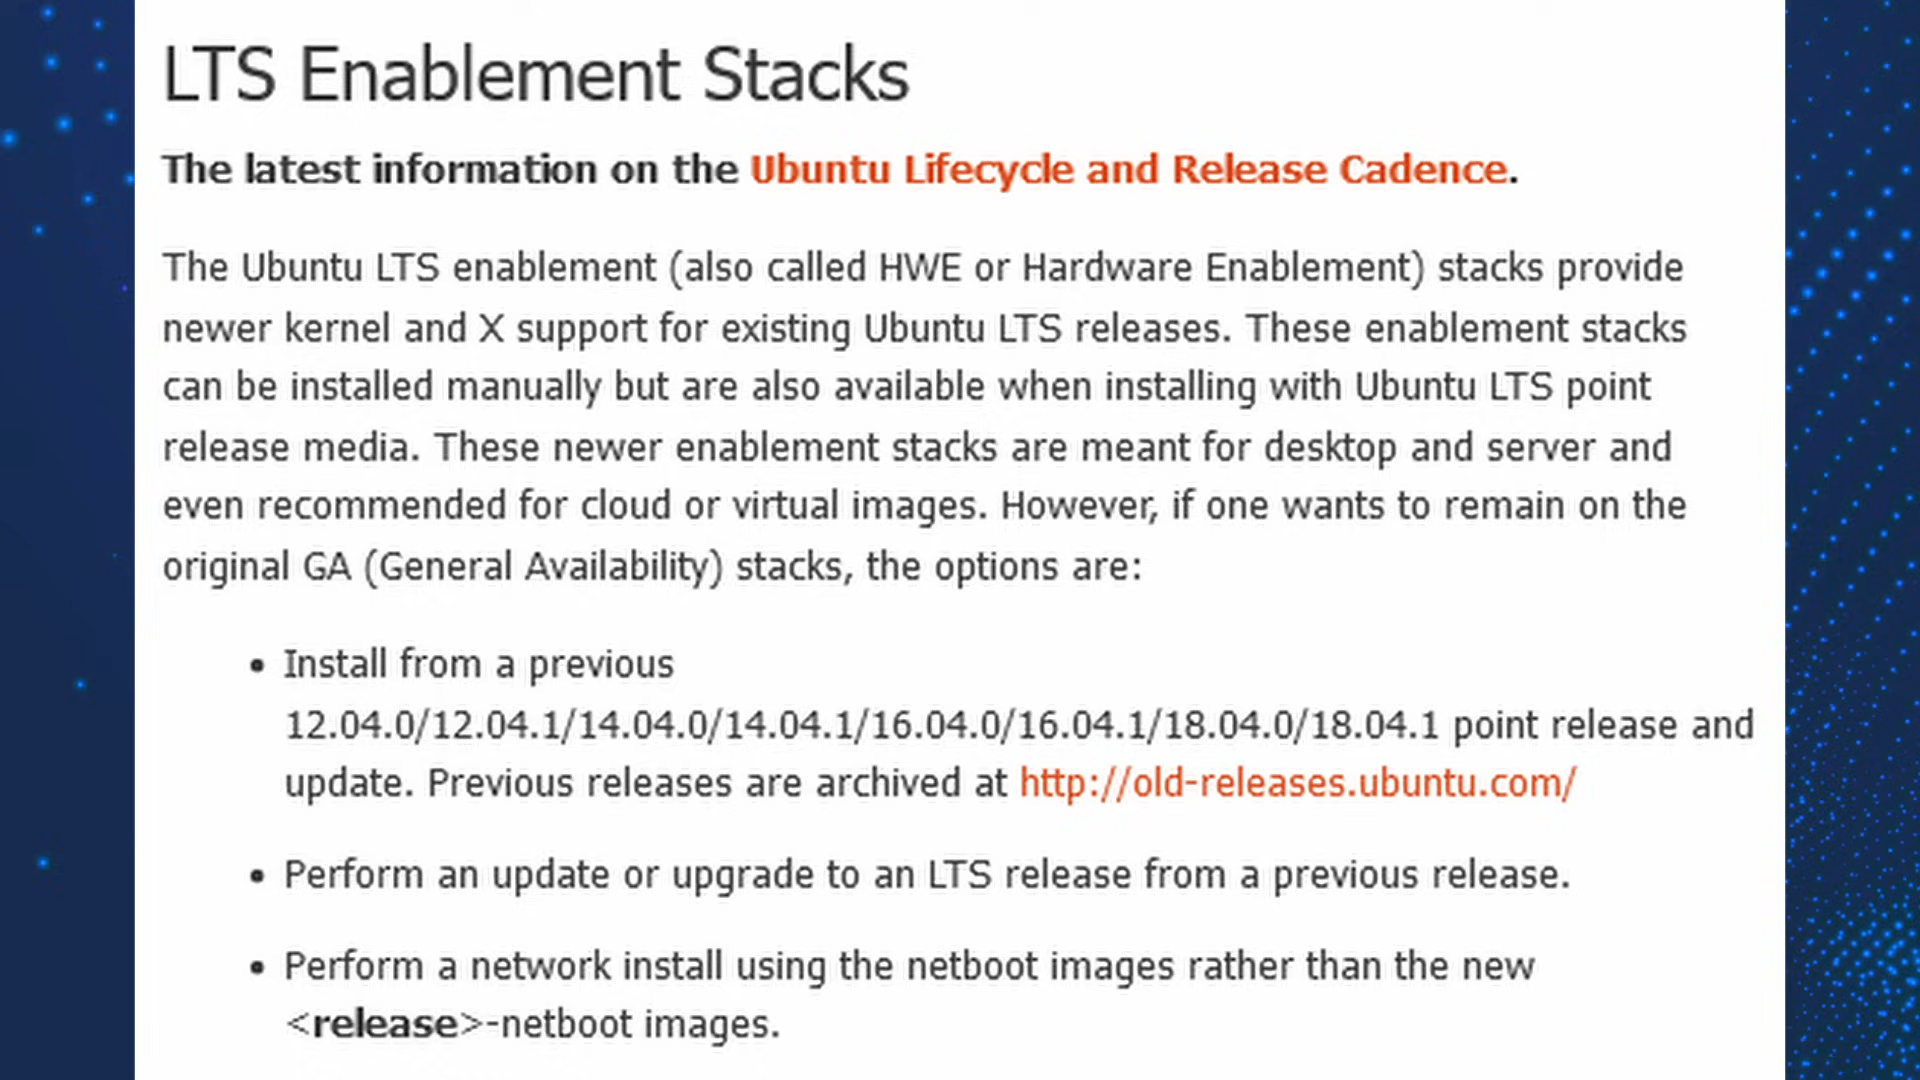 LTS Enablement Stacks
The latest information on the Ubuntu Lifecycle and Release Cadence.
The Ubuntu LTS enablement (also called HWE or Hardware Enablement) stacks provide
newer kernel and X support for existing Ubuntu LTS releases. These enablement stacks
can be installed manually but are also available when installing with Ubuntu LTS point
release media. These newer enablement stacks are meant for desktop and server and
even recommended for cloud or virtual images. However, if one wants to remain on the
original GA (General Availability) stacks, the options are:
• Install from a previous
12.04.0/12.04.1/14.04.0/14.04.1/16.04.0/16.04.1/18.04.0/18.04.1 point release and
update. Previous releases are archived at http://old-releases.ubuntu.com/
• Perform an update or upgrade to an LTS release from a previous release.
• Perform a network install using the netboot images rather than the new
<release>-netboot images.